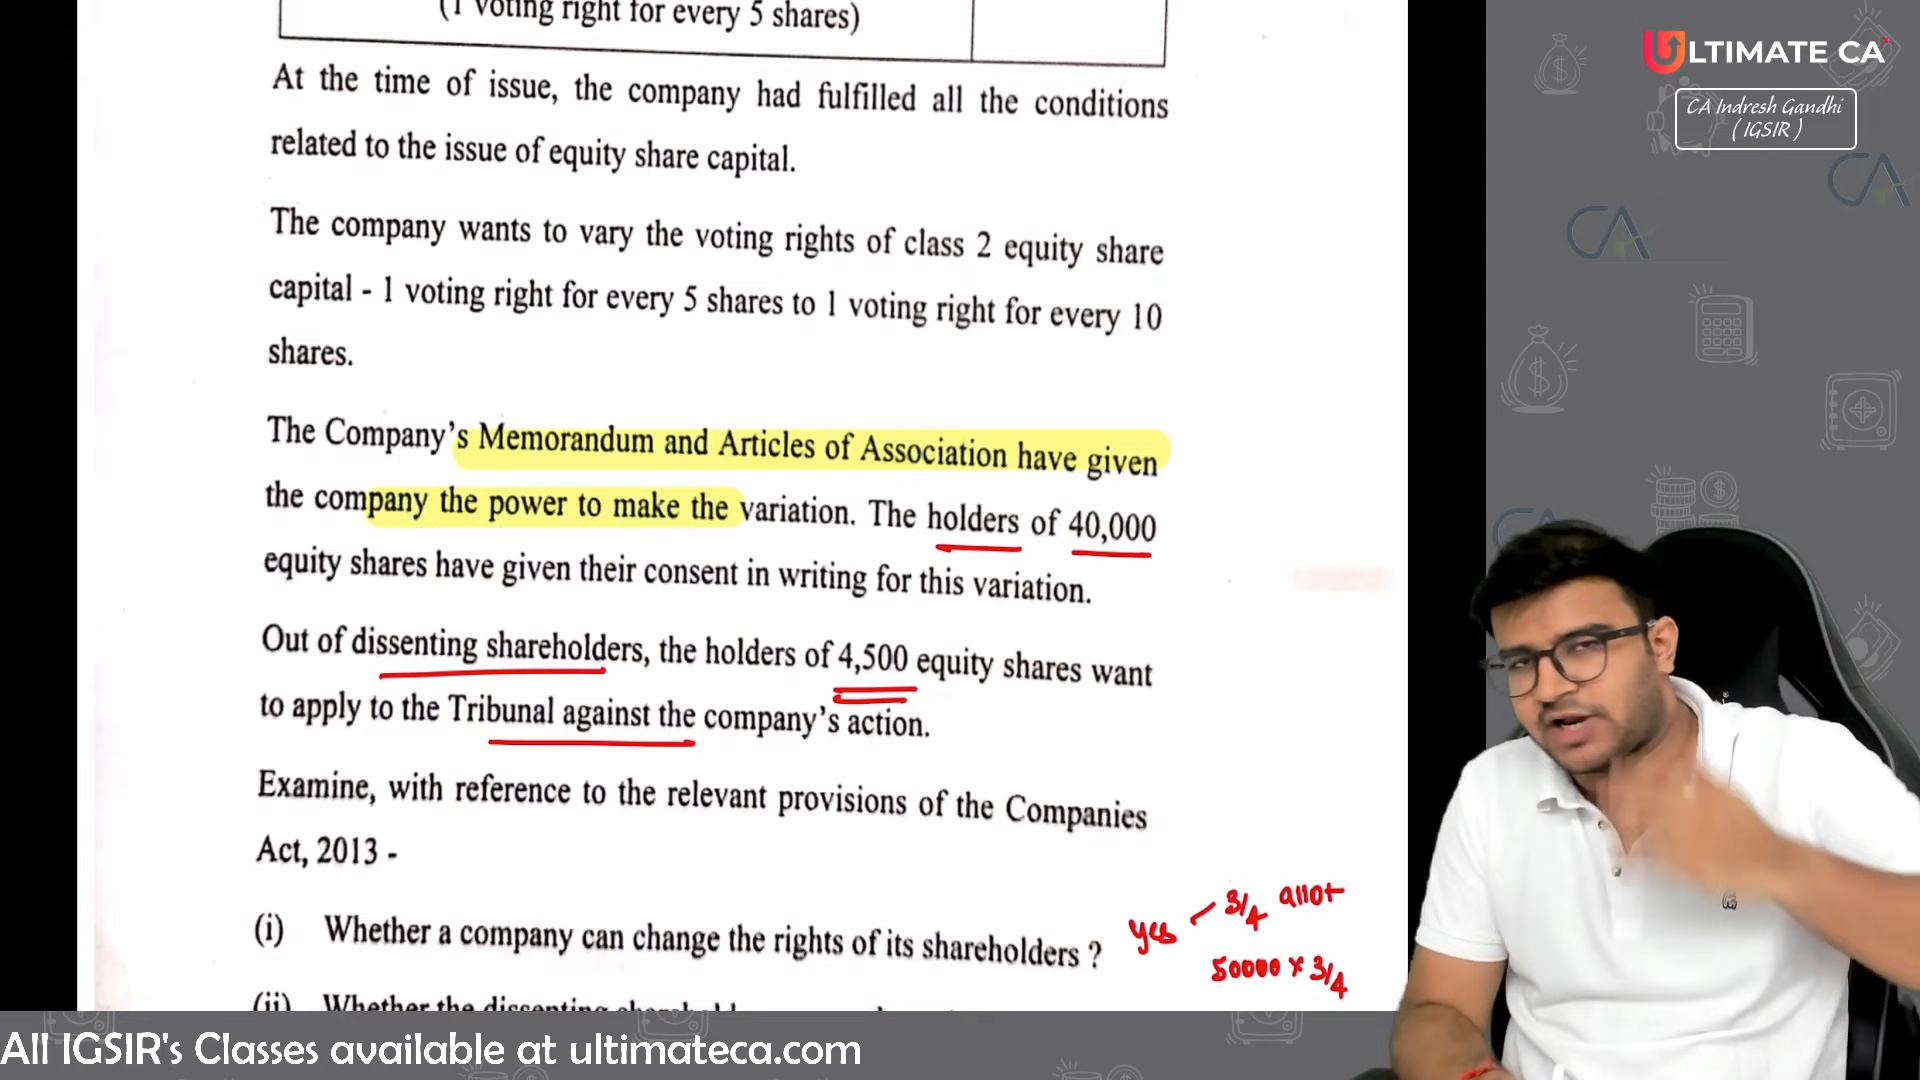 (1 voting right for every 5 shares)
At the time of issue, the company had fulfilled all the conditions
related to the issue of equity share capital.
The company wants to vary the voting rights of class 2 equity share
capital - 1 voting right for every 5 shares to 1 voting right for every 10
shares.
The Company's Memorandum and Articles of Association have given
the company the power to make the variation. The holders of 40,000
equity shares have given their consent in writing for this variation.
Out of dissenting shareholders, the holders of 4,500 equity shares want
to apply to the Tribunal against the company's action.
Examine, with reference to the relevant provisions of the Companies
Act, 2013 -
(i) Whether a company can change the rights of its shareholders ?
yes - 3/4 allot
50000 x 3/4
(ii) Whether the dissenting
ULTIMATE CA
CA Indresh Gandhi
( IGSIR )
CA
CA
All IGSIR's Classes available at ultimateca.com